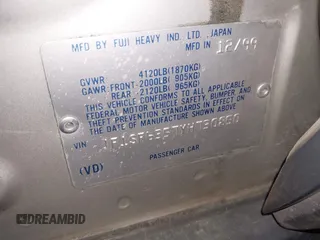 MFD BY FUJI HEAVY IND. LTD. JAPAN
MFD IN 12/99
GVWR 4120LB(1870KG)
GAWR:FRONT-2000LB( 905KG)
REAR -2120LB( 965KG)
THIS VEHICLE CONFORMS TO ALL APPLICABLE
FEDERAL MOTOR VEHICLE SAFETY, BUMPER, AND
THEFT PREVENTION STANDARDS IN EFFECT ON
THE DATE OF MANUFACTURE SHOWN ABOVE.
VIN
(VD) PASSENGER CAR
© DREAMBID